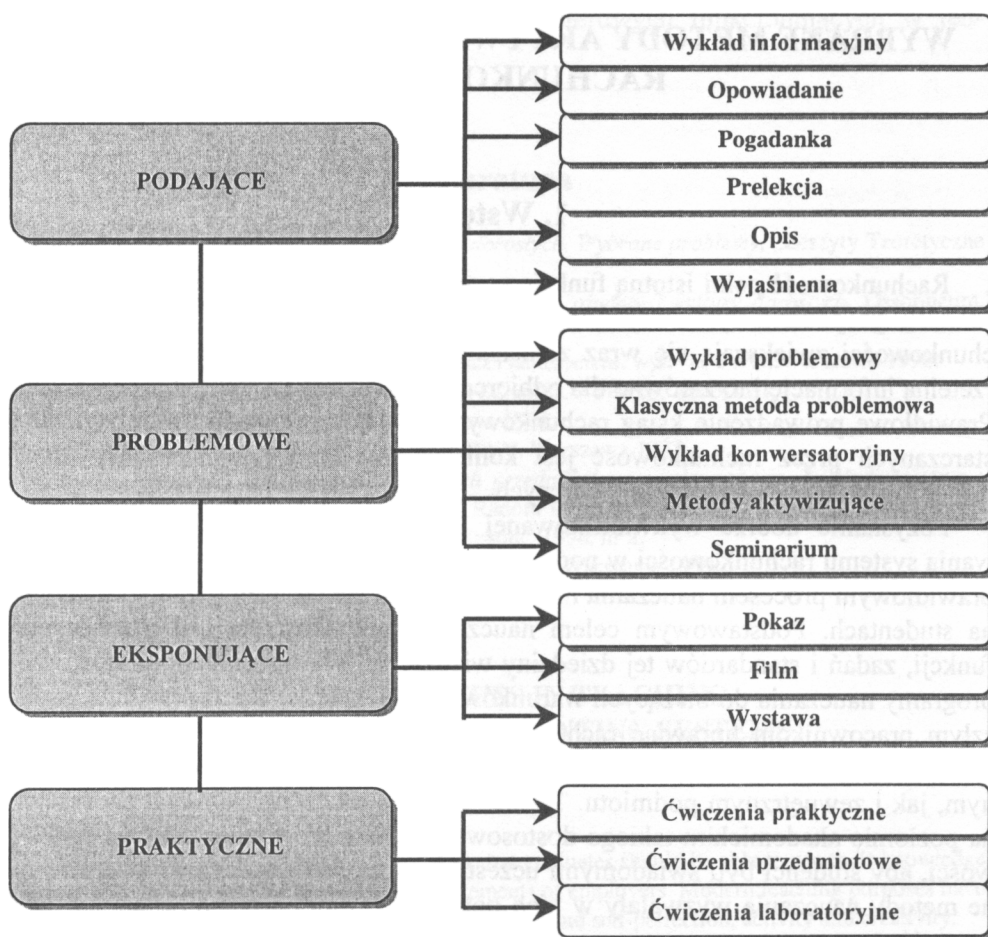 PODAJĄCE
Wykład informacyjny
Opowiadanie
Pogadanka
Prelekcja
Opis
Wyjaśnienia
PROBLEMOWE
Wykład problemowy
Klasyczna metoda problemowa
Wykład konwersatoryjny
Metody aktywizujące
Seminarium
EKSPONUJĄCE
Pokaz
Film
Wystawa
PRAKTYCZNE
Ćwiczenia praktyczne
Ćwiczenia przedmiotowe
Ćwiczenia laboratoryjne